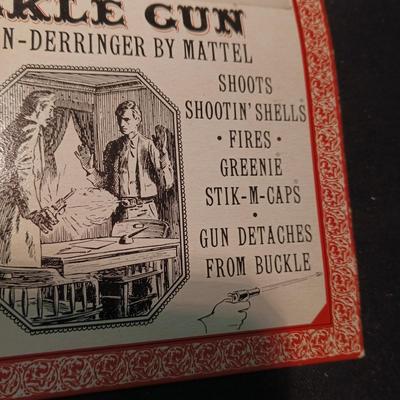 KLE GUN
N-DERRINGER BY MATTEL
SHOOTS
SHOOTIN' SHELLS
• FIRES •
GREENIE
STIK-M-CAPS
•
GUN DETACHES
FROM BUCKLE